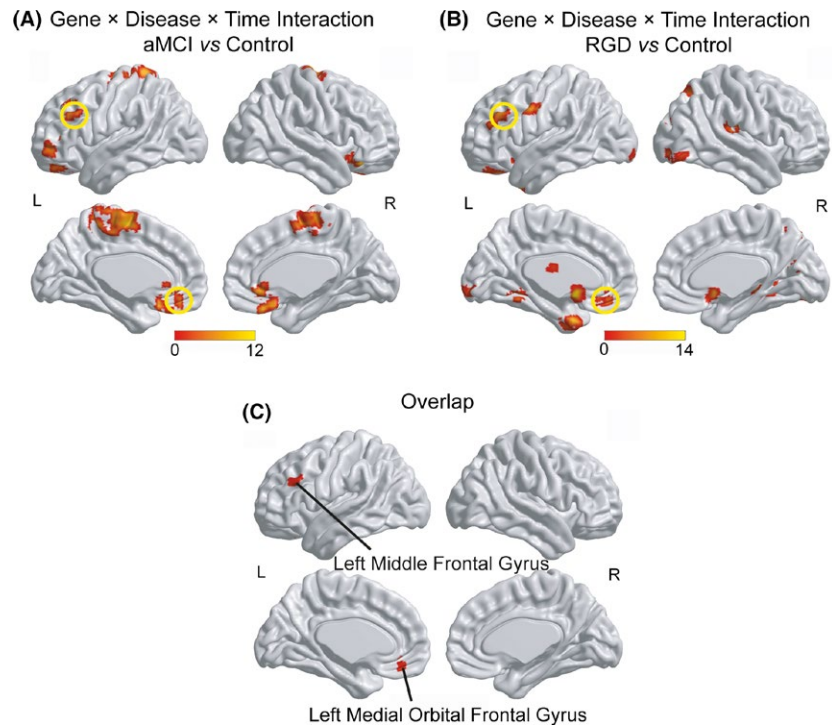 (A) Gene × Disease × Time Interaction
aMCI vs Control
L
R
0 12
(B) Gene × Disease × Time Interaction
RGD vs Control
L
R
0 14
(C) Overlap
Left Middle Frontal Gyrus
L
R
Left Medial Orbital Frontal Gyrus